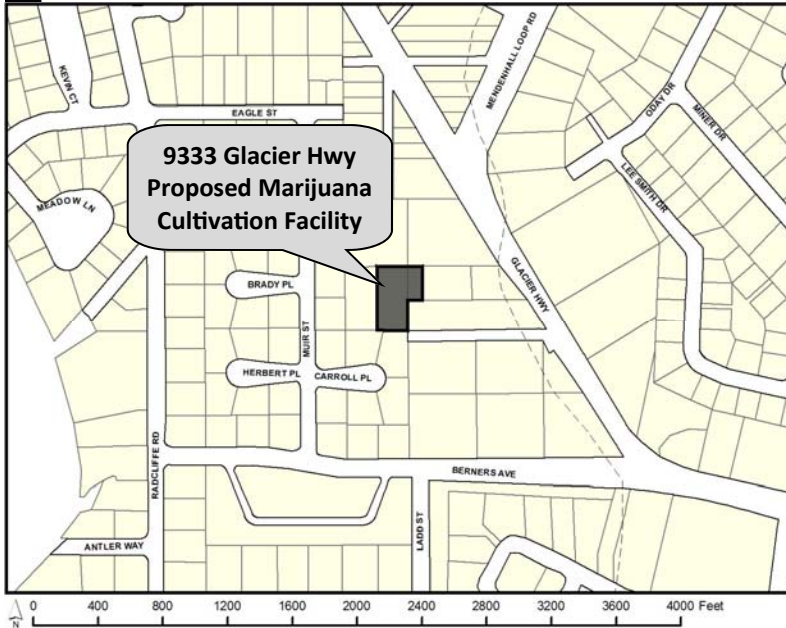 KEVIN CT
MENDENHALL LOOP RD
ODAY DR
MINER DR
EAGLE ST
9333 Glacier Hwy
Proposed Marijuana
Cultivation Facility
LEE SMITH DR
MEADOW LN
GLACIER HWY
BRADY PL
MUIR ST
HERBERT PL
CARROLL PL
RADCLIFFE RD
BERNERS AVE
LADD ST
ANTLER WAY
N
0 400 800 1200 1600 2000 2400 2800 3200 3600 4000 Feet